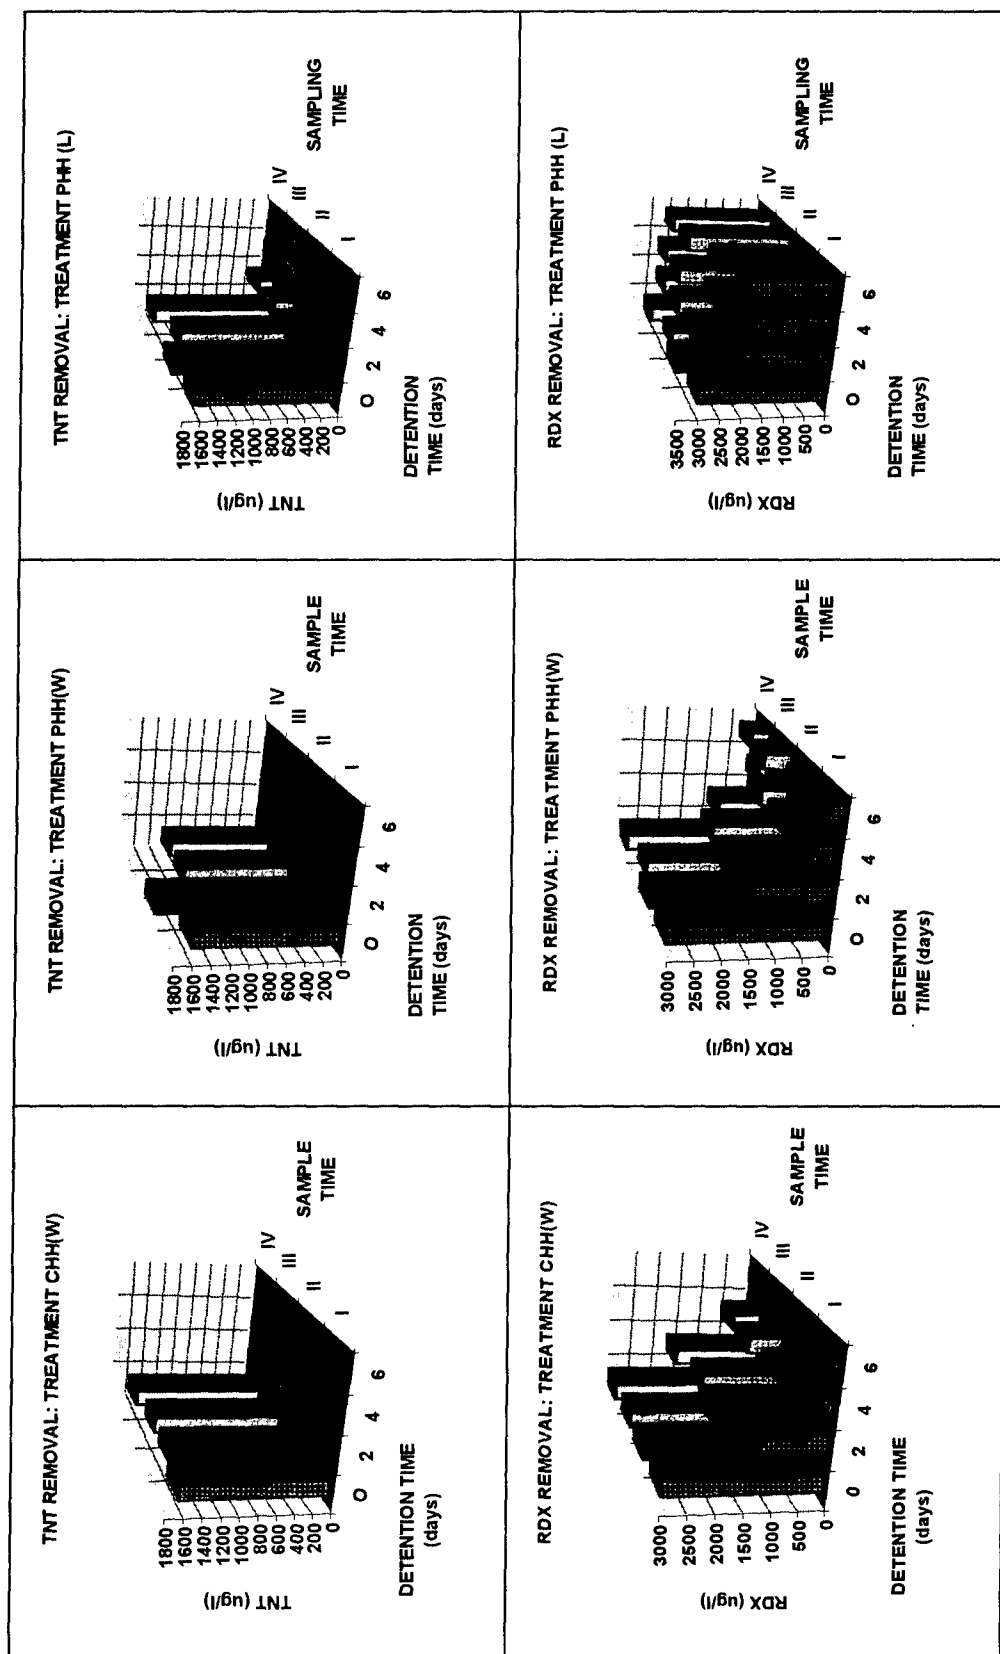 TNT REMOVAL: TREATMENT CHH(W)
TNT (ug/l)
1800
1600
1400
1200
1000
800
600
400
200
0
O
2
4
6
DETENTION TIME
(days)
I
II
III
IV
SAMPLE
TIME
TNT REMOVAL: TREATMENT PHH(W)
TNT (ug/l)
1800
1600
1400
1200
1000
800
600
400
200
0
O
2
4
6
DETENTION
TIME (days)
I
II
III
IV
SAMPLE
TIME
TNT REMOVAL: TREATMENT PHH (L)
TNT (ug/l)
1800
1600
1400
1200
1000
800
600
400
200
0
O
2
4
6
DETENTION
TIME (days)
I
II
III
IV
SAMPLING
TIME
RDX REMOVAL: TREATMENT CHH(W)
RDX (ug/l)
3000
2500
2000
1500
1000
500
0
0
2
4
6
DETENTION TIME
(days)
I
II
III
IV
SAMPLE
TIME
RDX REMOVAL: TREATMENT PHH(W)
RDX (ug/l)
3000
2500
2000
1500
1000
500
0
O
2
4
6
DETENTION
TIME (days)
I
II
III
IV
SAMPLE
TIME
RDX REMOVAL: TREATMENT PHH (L)
RDX (ug/l)
3500
3000
2500
2000
1500
1000
500
0
O
2
4
6
DETENTION
TIME (days)
I
II
III
IV
SAMPLING
TIME